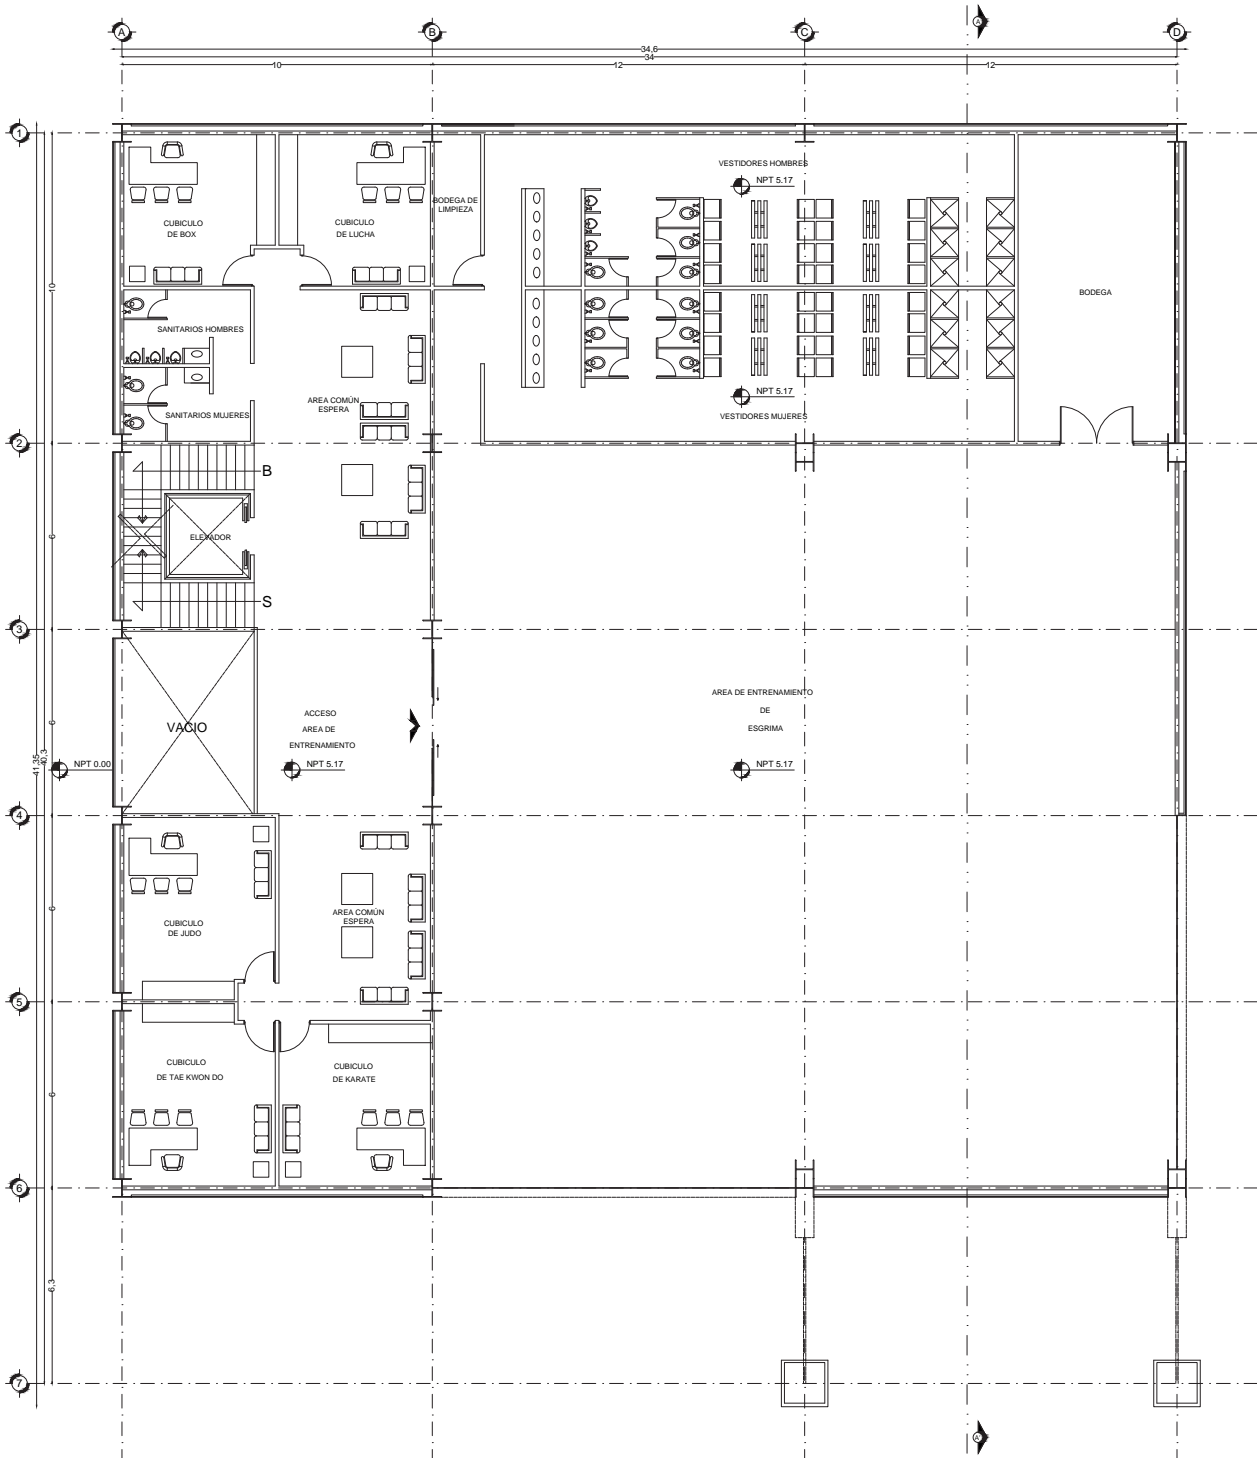 A
B
C
A
D
34,6
34
10
12
12
1
VESTIDORES HOMBRES
NPT 5.17
BODEGA DE
LIMPIEZA
CUBICULO
DE BOX
CUBICULO
DE LUCHA
10
BODEGA
SANITARIOS HOMBRES
AREA COMÚN
ESPERA
SANITARIOS MUJERES
NPT 5.17
VESTIDORES MUJERES
2
B
6
ELEVADOR
S
3
VACIO
ACCESO
AREA DE
ENTRENAMIENTO
NPT 5.17
AREA DE ENTRENAMIENTO
DE
ESGRIMA
NPT 5.17
6
41,35
40,3
NPT 0.00
4
6
CUBICULO
DE JUDO
AREA COMÚN
ESPERA
5
CUBICULO
DE TAE KWON DO
CUBICULO
DE KARATE
6
6
6,3
7
A'